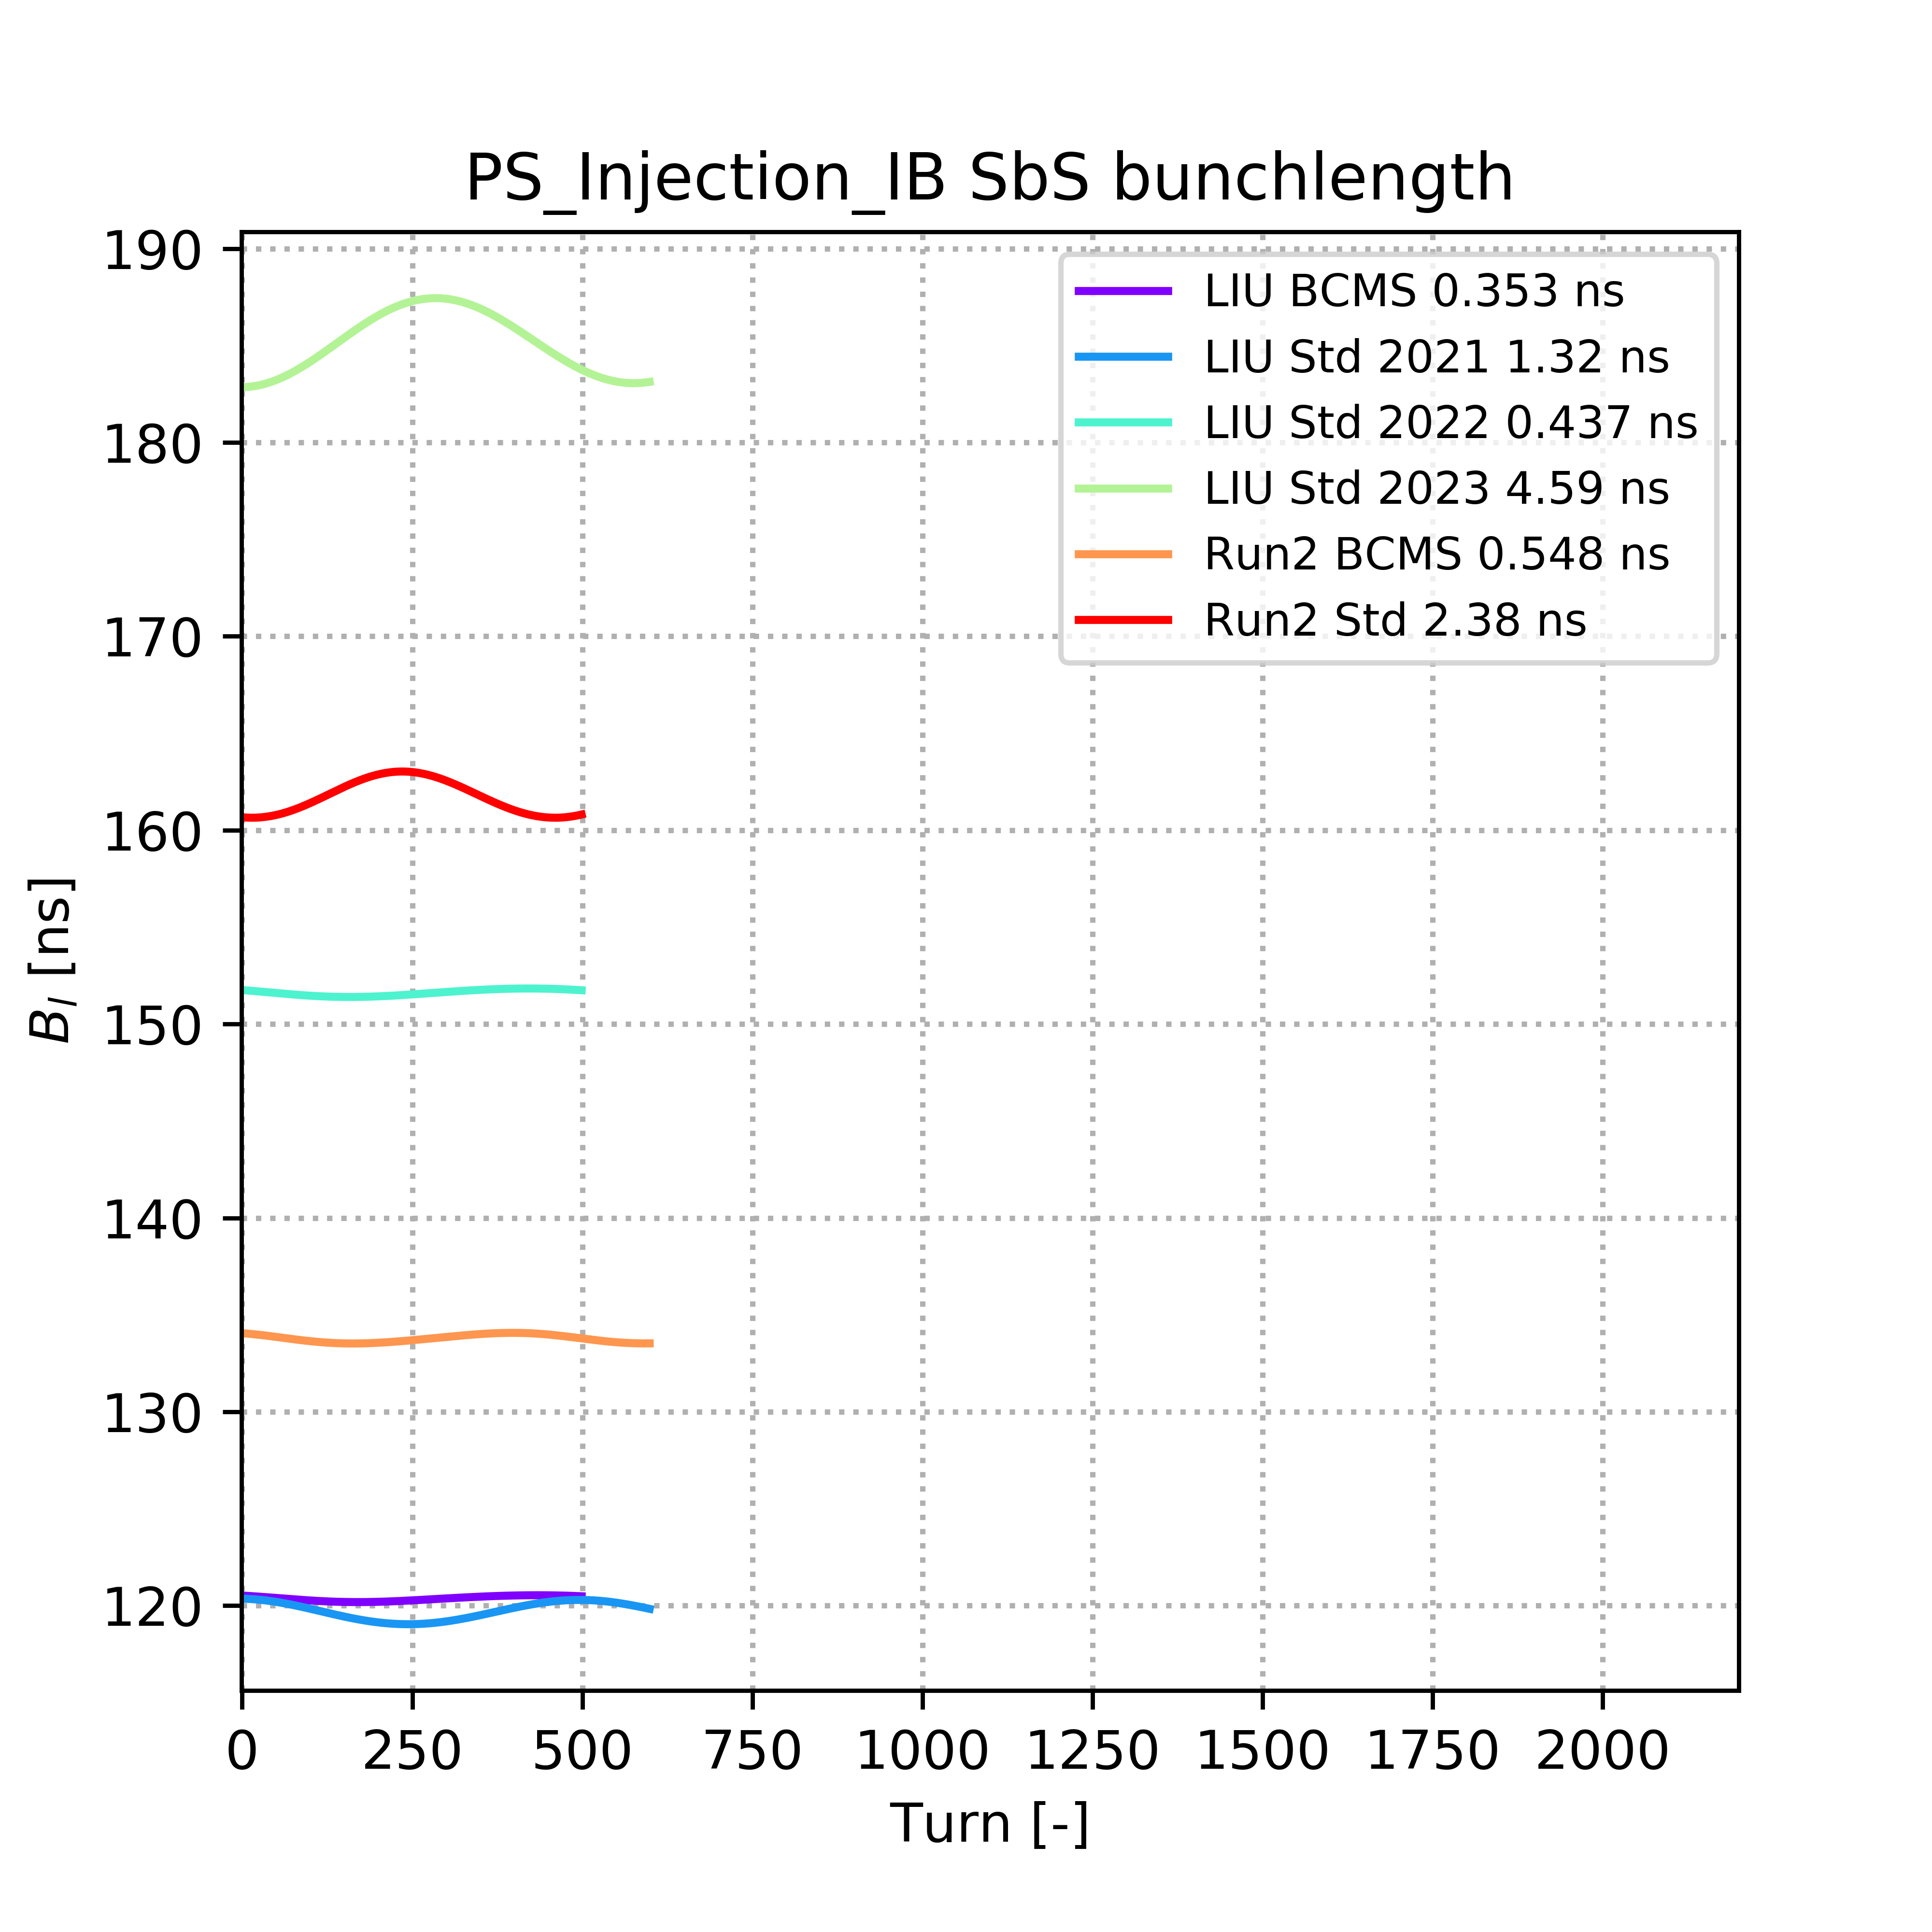 PS_Injection_IB SbS bunchlength
190
180
170
160
150
140
130
120
B_l [ns]
LIU BCMS 0.353 ns
LIU Std 2021 1.32 ns
LIU Std 2022 0.437 ns
LIU Std 2023 4.59 ns
Run2 BCMS 0.548 ns
Run2 Std 2.38 ns
0 250 500 750 1000 1250 1500 1750 2000
Turn [-]